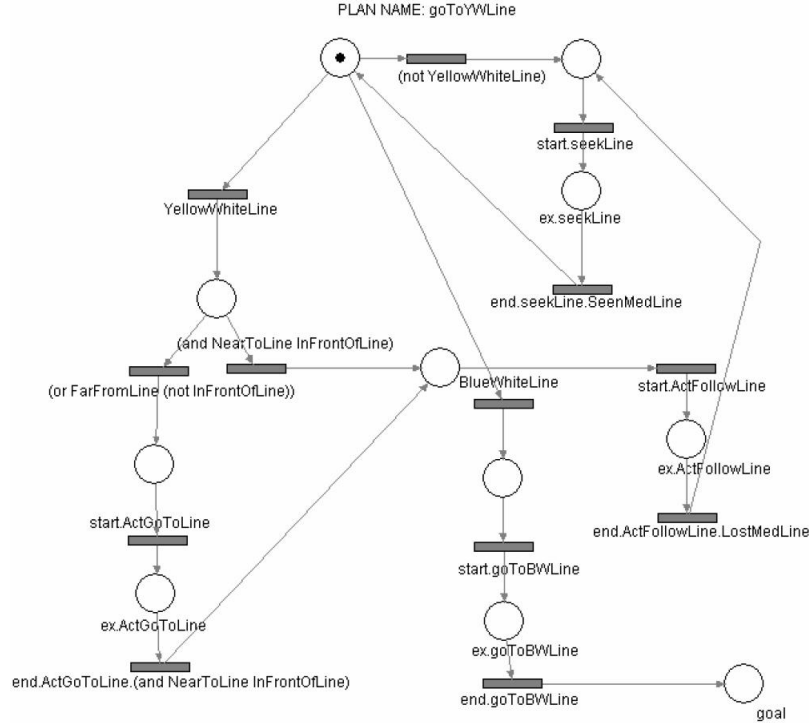 PLAN NAME: goToYWLine
(not YellowWhiteLine)
start.seekLine
YellowWhiteLine
ex.seekLine
end.seekLine.SeenMedLine
(and NearToLine InFrontOfLine)
(or FarFromLine (not InFrontOfLine))
BlueWhiteLine
start.ActFollowLine
ex.ActFollowLine
start.ActGoToLine
end.ActFollowLine.LostMedLine
start.goToBWLine
ex.ActGoToLine
ex.goToBWLine
end.ActGoToLine.(and NearToLine InFrontOfLine)
end.goToBWLine
goal